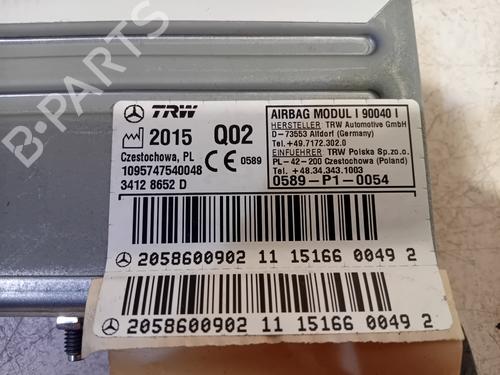 TRW
2015 Q02
Czestochowa, PL
CE 0589
1095747540048
3412 8652 D
AIRBAG MODUL I 90040 I
HERSTELLER TRW Automotive GmbH
D-73553 Alfdorf (Germany)
Tel.+49.7172.302.0
EINFUEHRER TRW Polska Sp.zo.o.
PL-42-200 Czestochowa (Poland)
Tel.+48.34.343.1003
0589-P1-0054
2058600902 11 15166 0049 2
2058600902 11 15166 0049 2